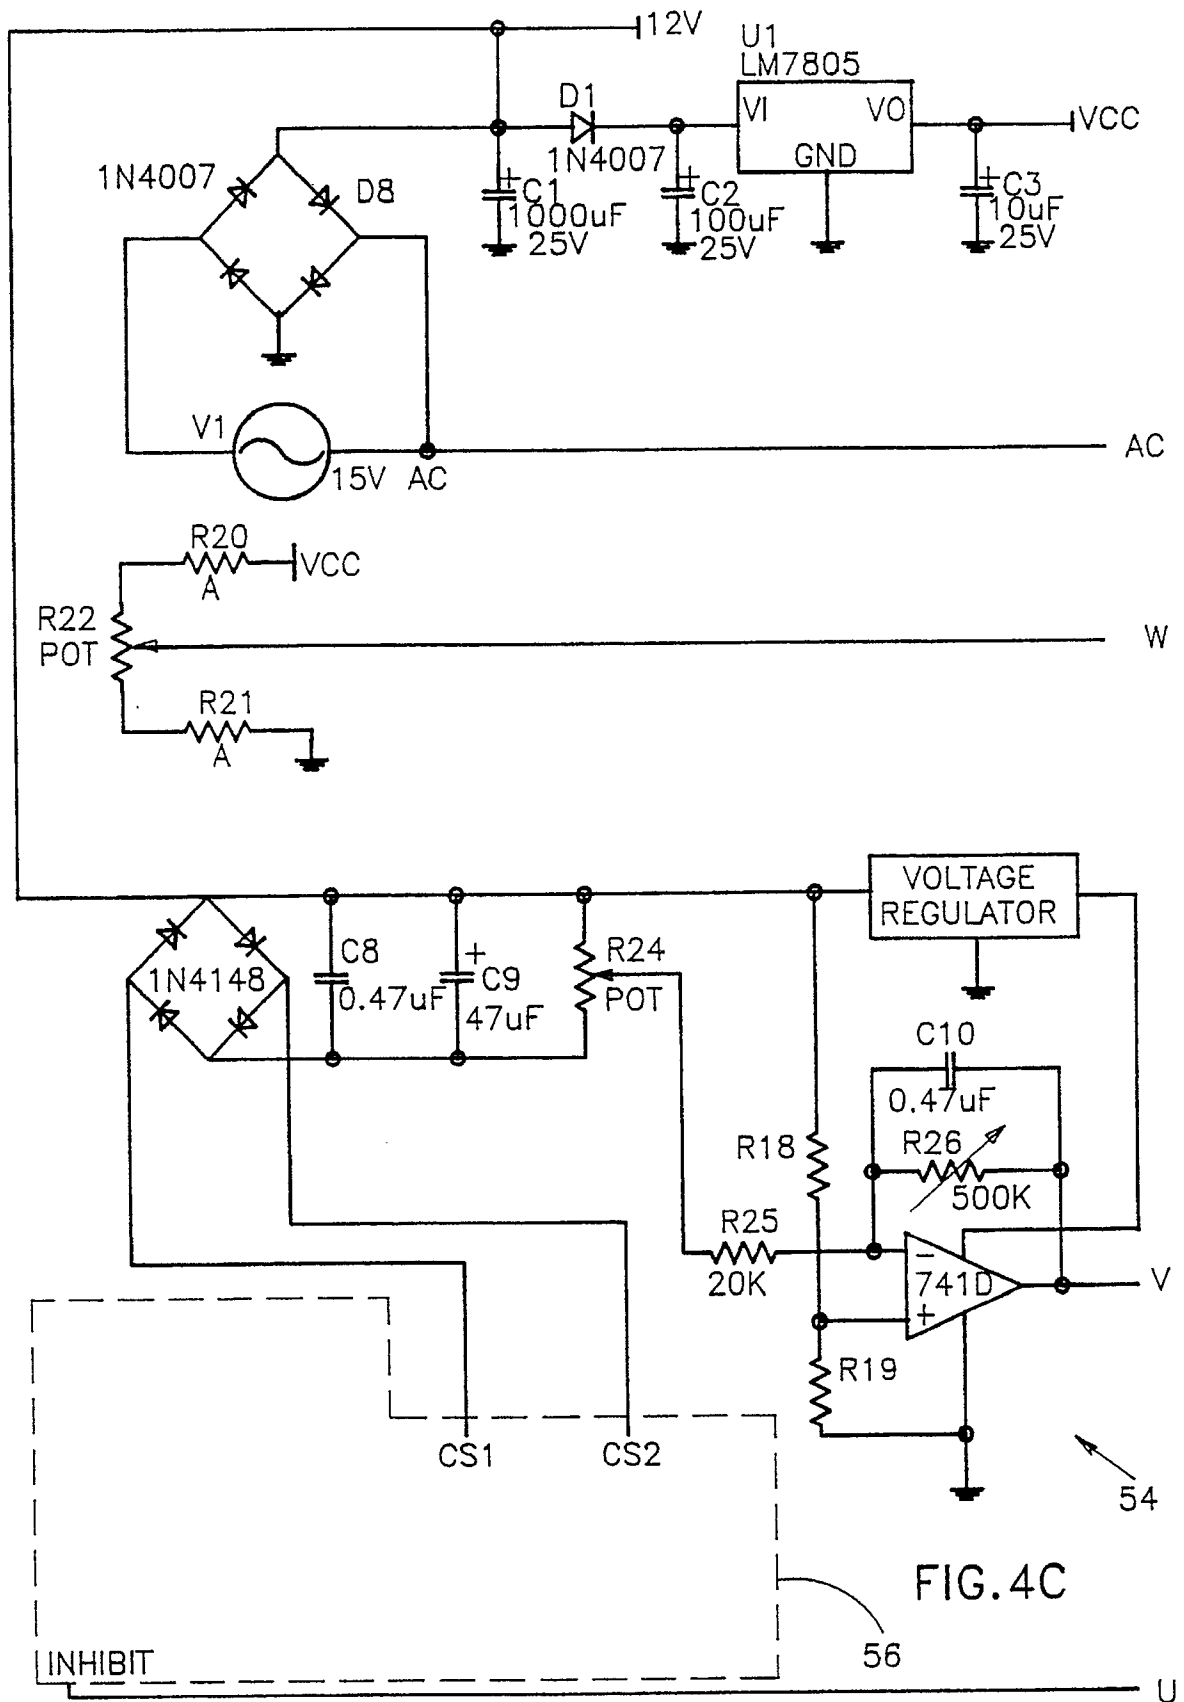 12V
U1
LM7805
D1
VI
VO
VCC
1N4007
GND
1N4007
D8
+
C1
1000uF
25V
+
C2
100uF
25V
+
C3
10uF
25V
V1
15V
AC
AC
R20
A
VCC
R22
POT
W
R21
A
VOLTAGE
REGULATOR
1N4148
C8
0.47uF
+
C9
47uF
R24
POT
C10
0.47uF
R18
R26
500K
R25
20K
−
741D
+
V
R19
CS1
CS2
54
FIG.4C
56
INHIBIT
U